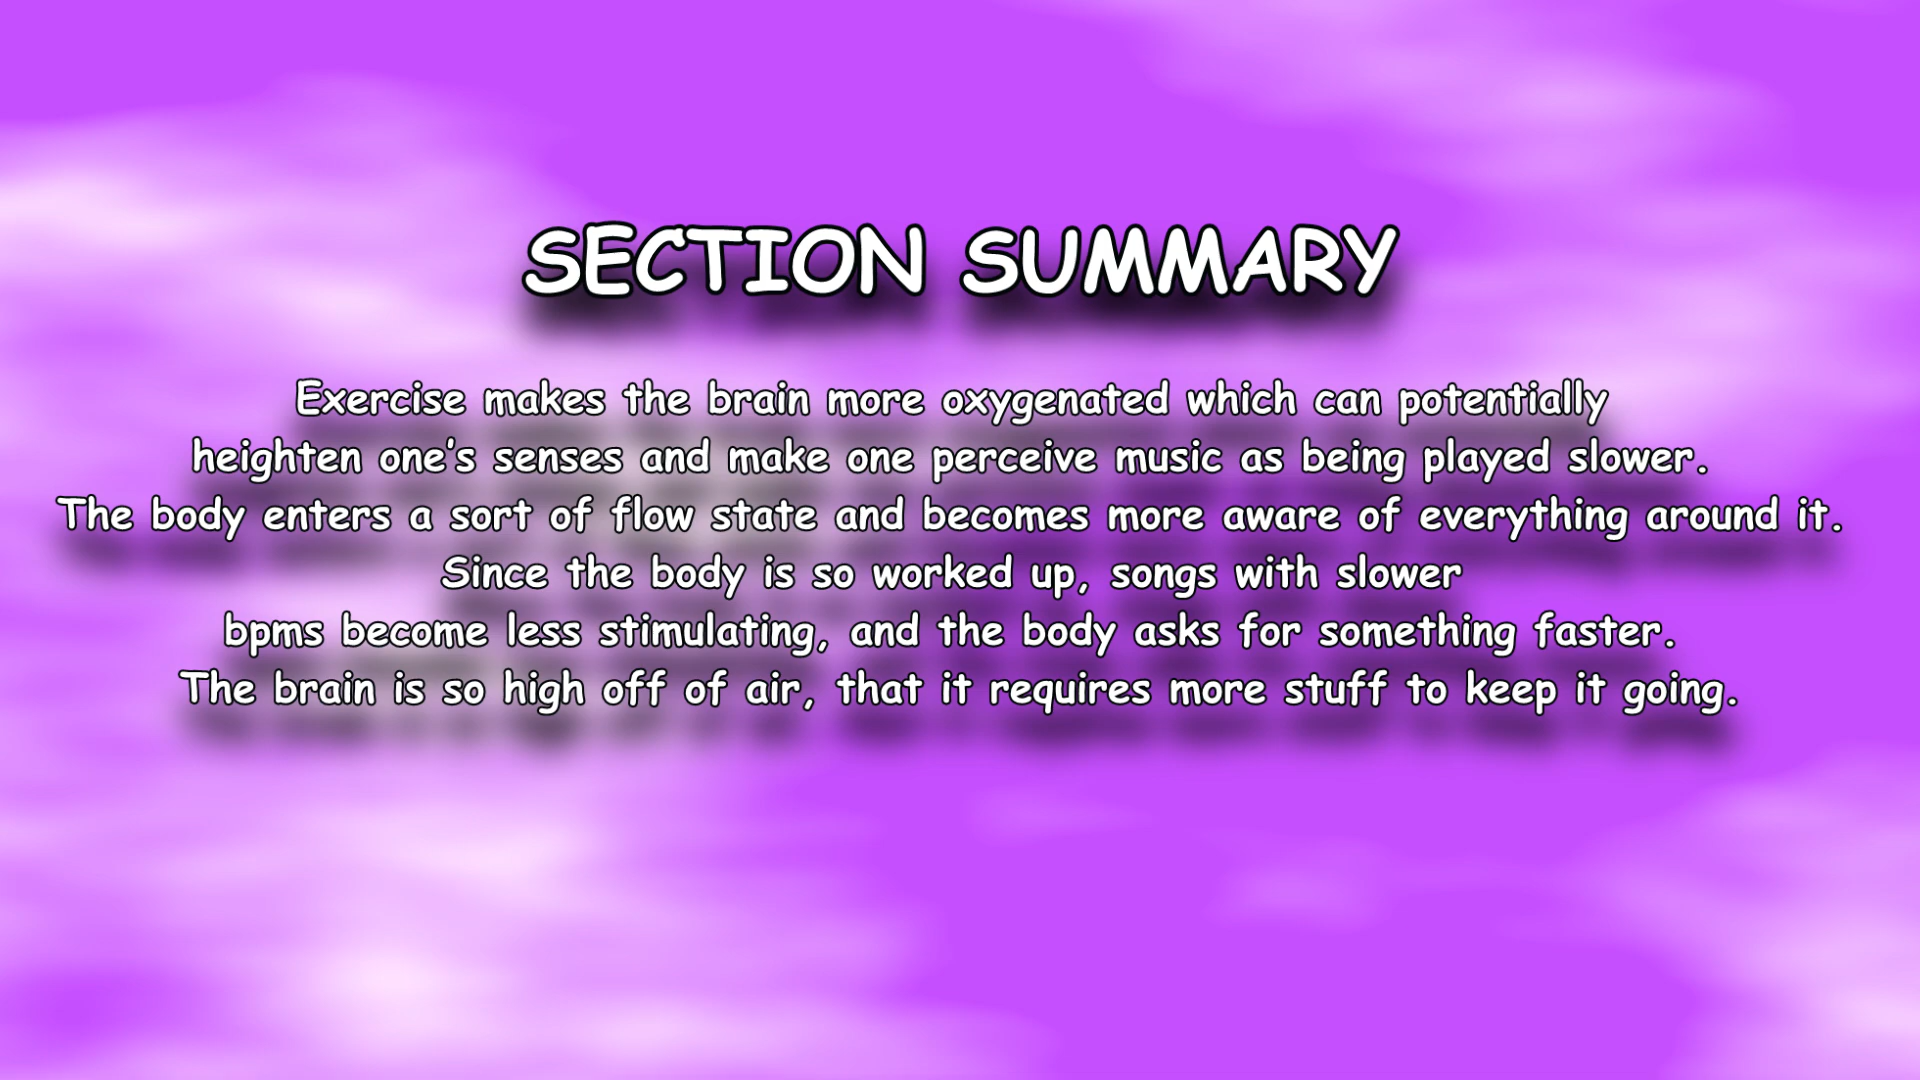 SECTION SUMMARY
Exercise makes the brain more oxygenated which can potentially
heighten one's senses and make one perceive music as being played slower.
The body enters a sort of flow state and becomes more aware of everything around it.
Since the body is so worked up, songs with slower
bpms become less stimulating, and the body asks for something faster.
The brain is so high off of air, that it requires more stuff to keep it going.